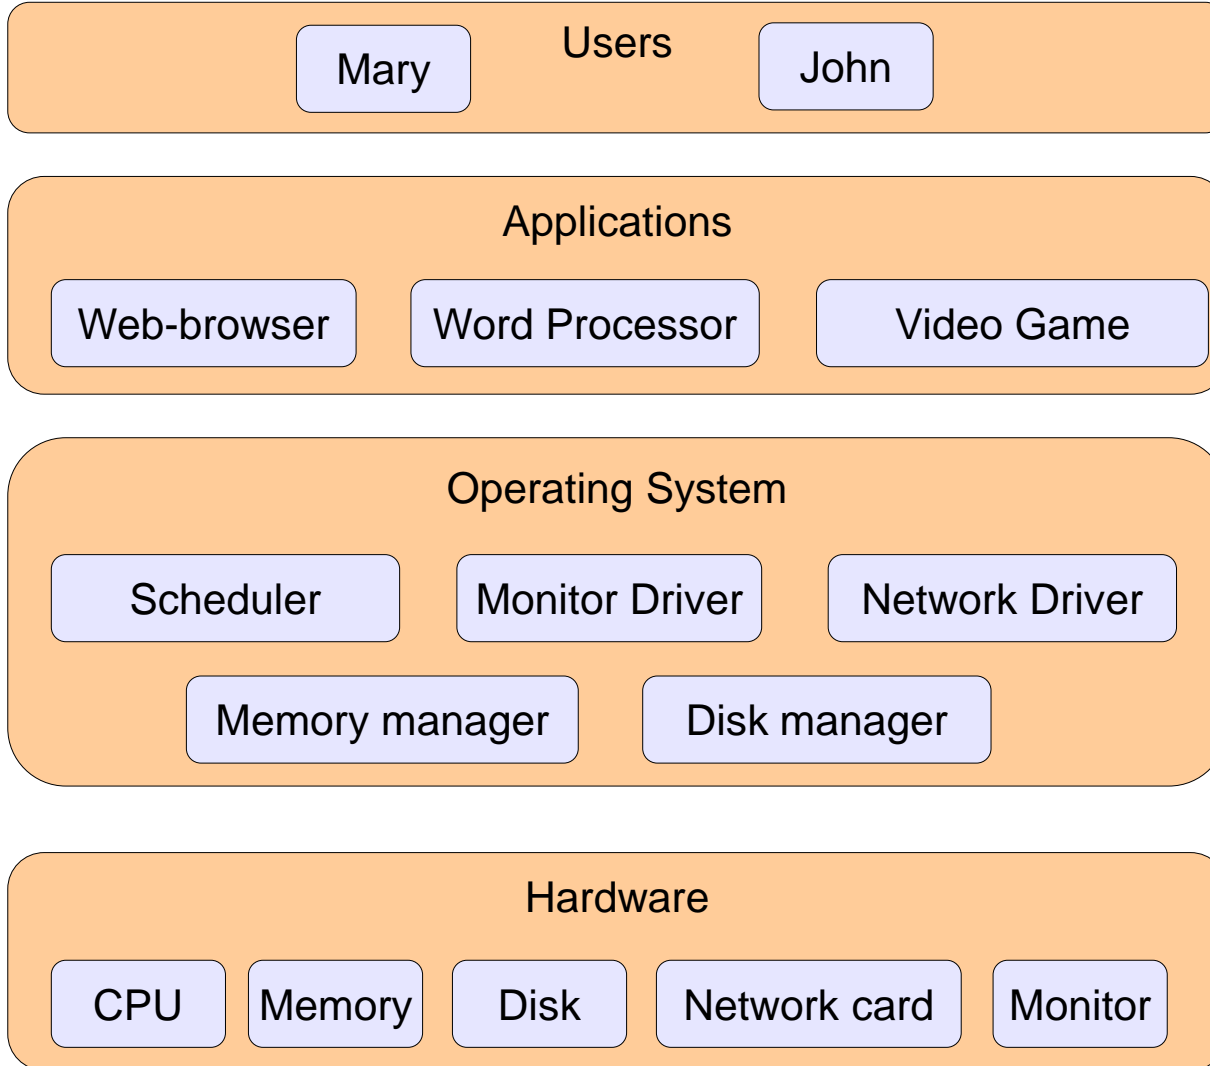 Users
Mary
John
Applications
Web-browser
Word Processor
Video Game
Operating System
Scheduler
Monitor Driver
Network Driver
Memory manager
Disk manager
Hardware
CPU
Memory
Disk
Network card
Monitor